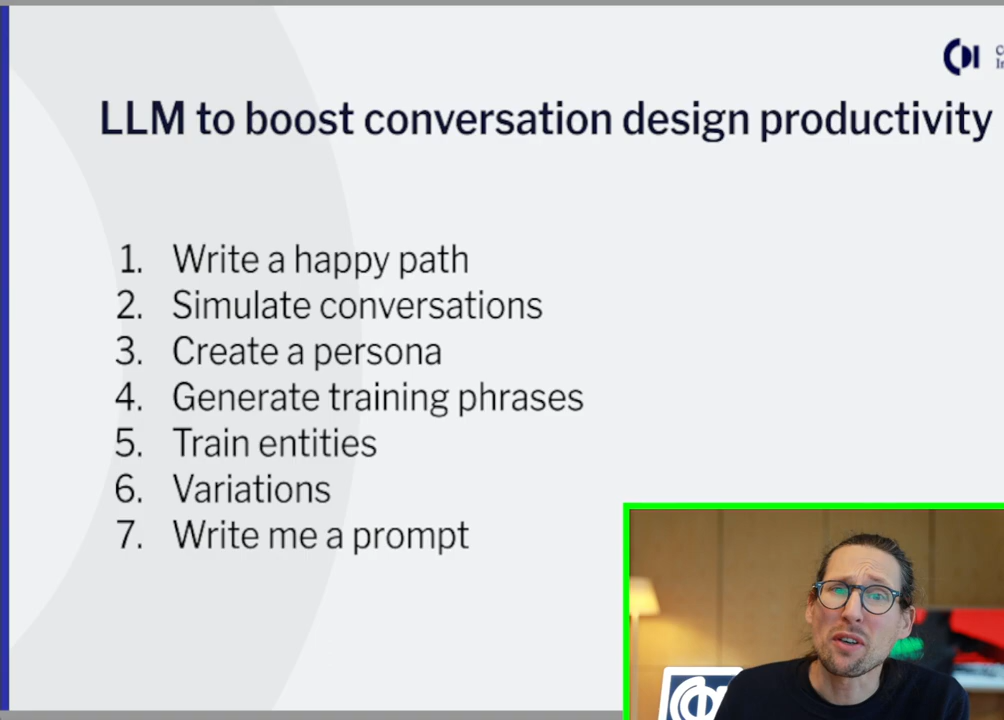 LLM to boost conversation design productivity
1. Write a happy path
2. Simulate conversations
3. Create a persona
4. Generate training phrases
5. Train entities
6. Variations
7. Write me a prompt